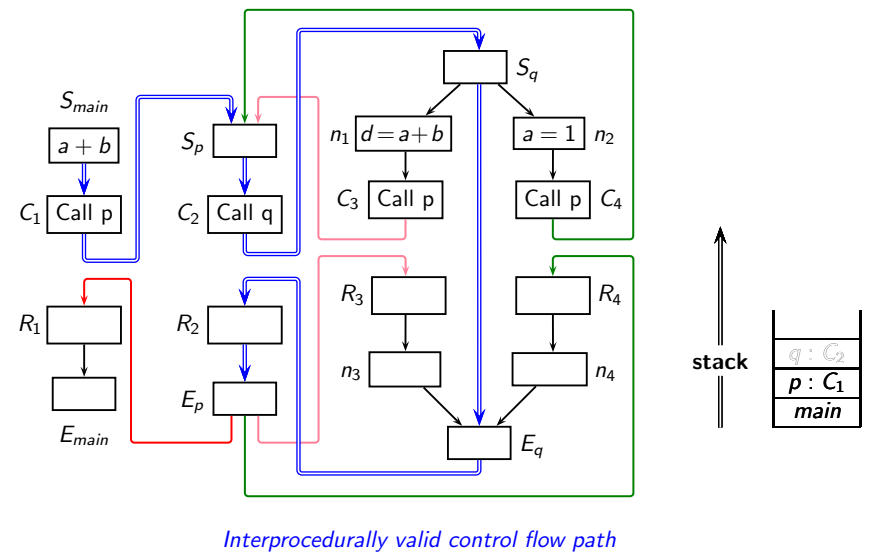 S_q
S_main
a + b
S_p
n_1
d = a+b
a = 1
n_2
C_1
Call p
C_2
Call q
C_3
Call p
Call p
C_4
R_1
R_2
R_3
R_4
n_3
n_4
E_p
E_main
E_q
stack
q : C_2
p : C_1
main
Interprocedurally valid control flow path